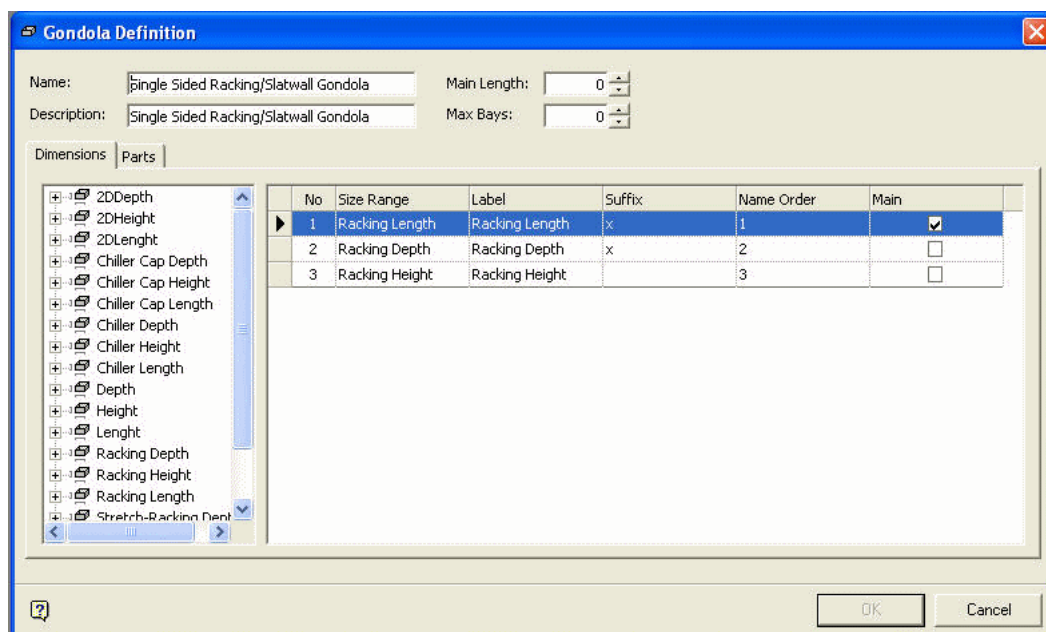 Gondola Definition
Name: Single Sided Racking/Slatwall Gondola Main Length: 0
Description: Single Sided Racking/Slatwall Gondola Max Bays: 0
Dimensions Parts
2DDepth
2DHeight
2DLenght
Chiller Cap Depth
Chiller Cap Height
Chiller Cap Length
Chiller Depth
Chiller Height
Chiller Length
Depth
Height
Lenght
Racking Depth
Racking Height
Racking Length
Stretch-Racking Dept
No Size Range Label Suffix Name Order Main
1 Racking Length Racking Length x 1
2 Racking Depth Racking Depth x 2
3 Racking Height Racking Height 3
OK Cancel